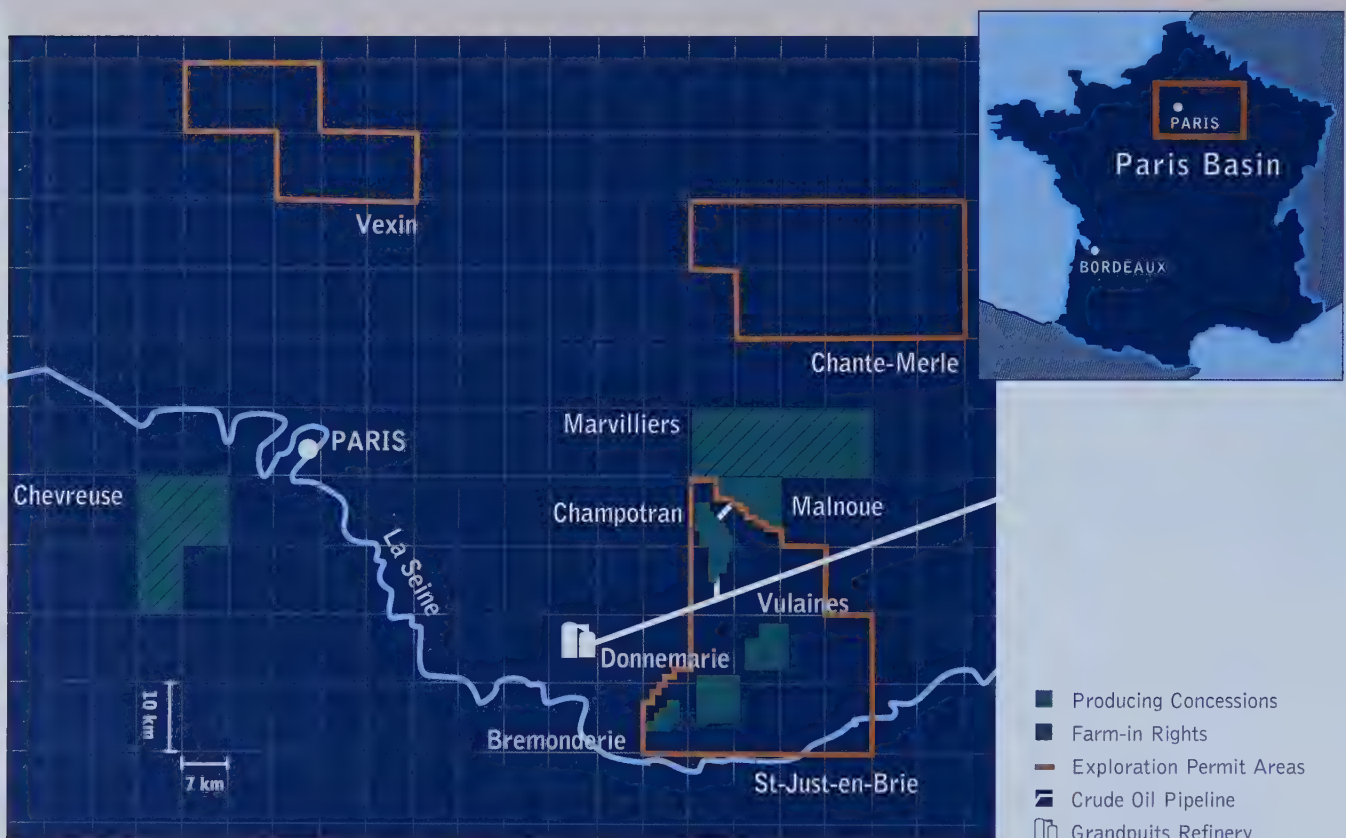 PARIS
Paris Basin
BORDEAUX
Vexin
Chante-Merle
Marvilliers
PARIS
Chevreuse
Champotran
Malnoue
La Seine
Vulaines
Donnemarie
10 km
7 km
Bremonderie
St-Just-en-Brie
Producing Concessions
Farm-in Rights
Exploration Permit Areas
Crude Oil Pipeline
Grandpuits Refinery